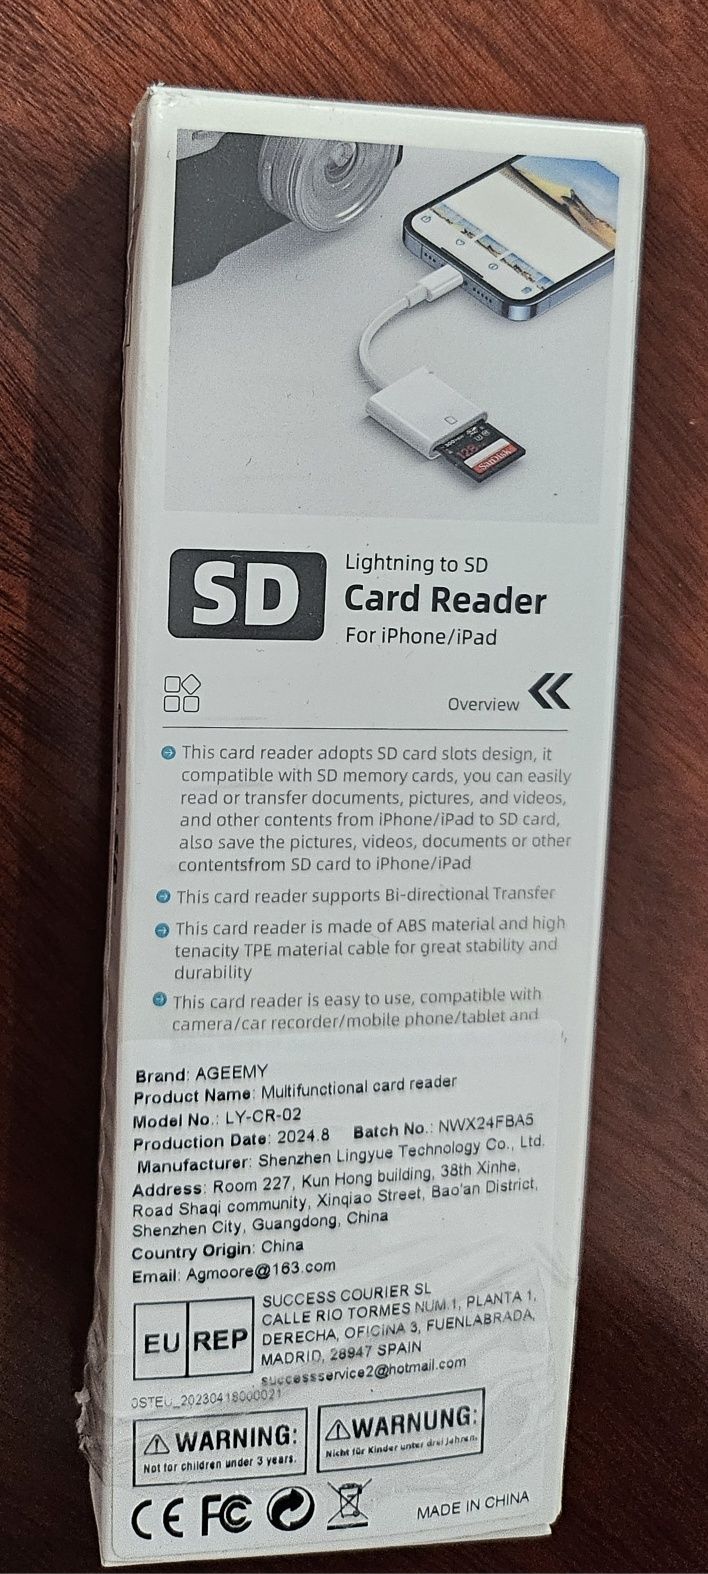 128
SanDisk
SD
Lightning to SD
Card Reader
For iPhone/iPad
Overview
This card reader adopts SD card slots design, it
compatible with SD memory cards, you can easily
read or transfer documents, pictures, and videos,
and other contents from iPhone/iPad to SD card,
also save the pictures, videos, documents or other
contentsfrom SD card to iPhone/iPad
This card reader supports Bi-directional Transfer
This card reader is made of ABS material and high
tenacity TPE material cable for great stability and
durability
This card reader is easy to use, compatible with
camera/car recorder/mobile phone/tablet and
Brand: AGEEMY
Product Name: Multifunctional card reader
Model No.: LY-CR-02
Production Date: 2024.8 Batch No.: NWX24FBA5
Manufacturer: Shenzhen Lingyue Technology Co., Ltd.
Address: Room 227, Kun Hong building, 38th Xinhe,
Road Shaqi community, Xinqiao Street, Bao'an District,
Shenzhen City, Guangdong, China
Country Origin: China
Email: Agmoore@163.com
EU REP
SUCCESS COURIER SL
CALLE RIO TORMES NUM.1, PLANTA 1,
DERECHA, OFICINA 3, FUENLABRADA,
MADRID, 28947 SPAIN
successservice2@hotmail.com
OSTEU_20230418000021
WARNING:
Not for children under 3 years.
WARNUNG:
Nicht für Kinder unter drei Jahren.
CE FC
MADE IN CHINA